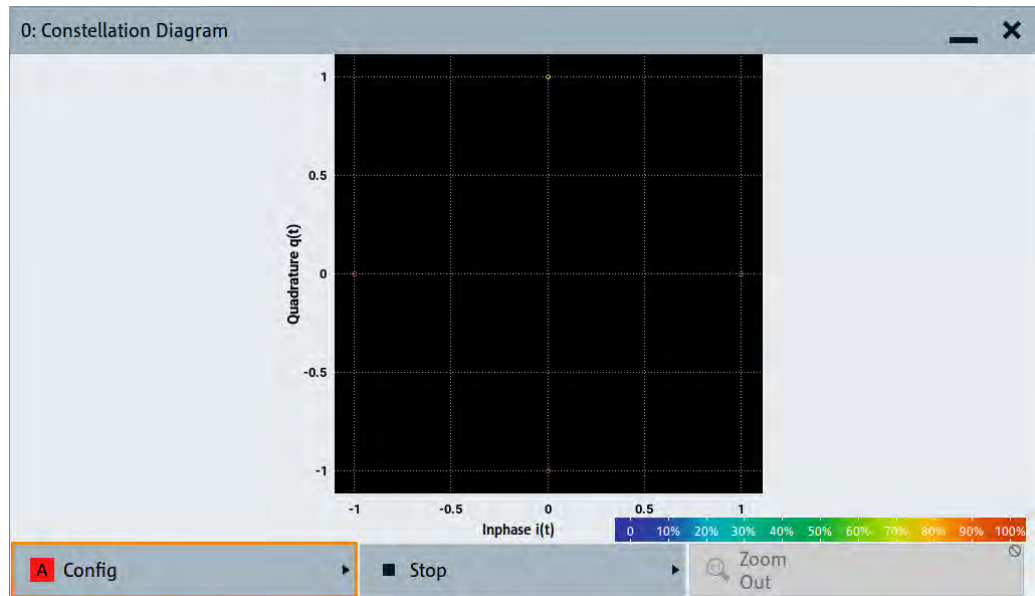 0: Constellation Diagram
1
0.5
0
-0.5
-1
Quadrature q(t)
-1 -0.5 0 0.5 1
Inphase i(t)
0 10% 20% 30% 40% 50% 60% 70% 80% 90% 100%
A Config
Stop
Zoom
Out